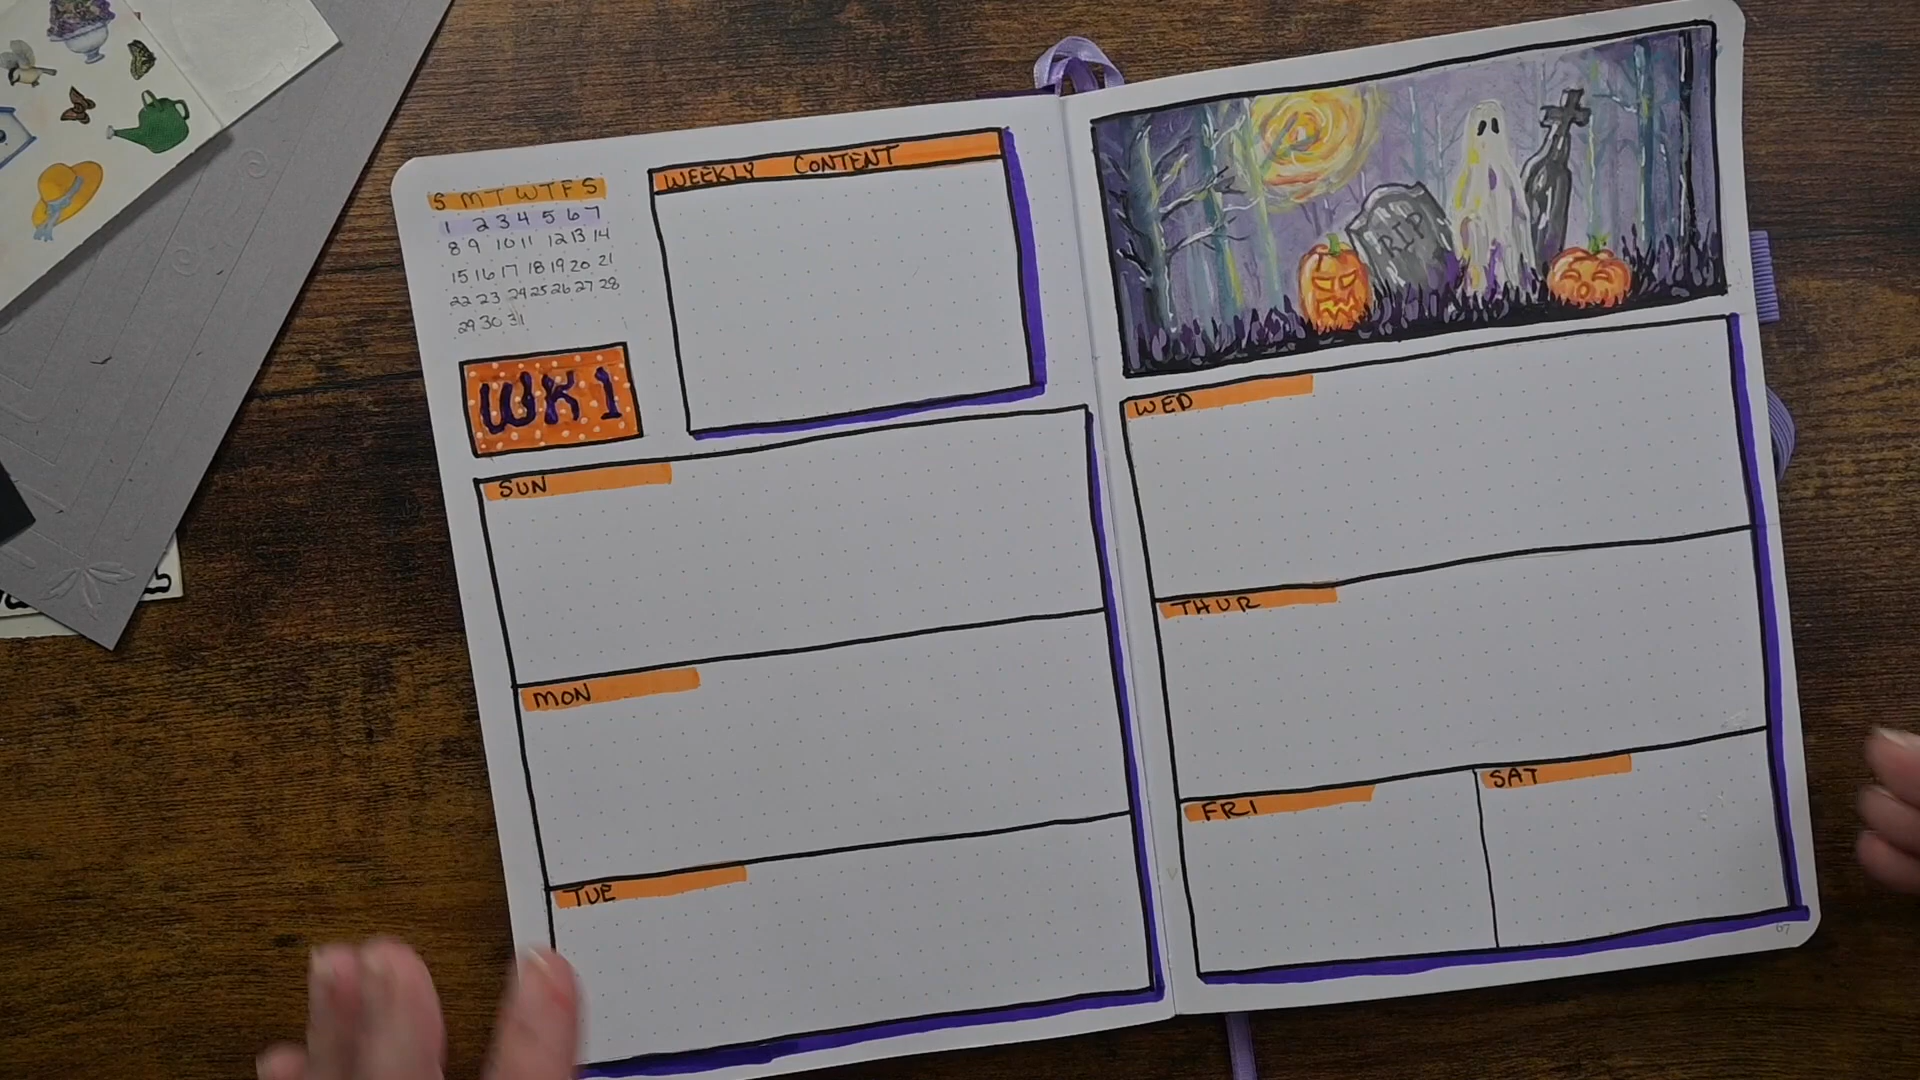 S M T W T F S
1 2 3 4 5 6 7
8 9 10 11 12 13 14
15 16 17 18 19 20 21
22 23 24 25 26 27 28
29 30 31
WEEKLY CONTENT
WK 1
SUN
MON
TUE
RIP
WED
THUR
FRI
SAT
67